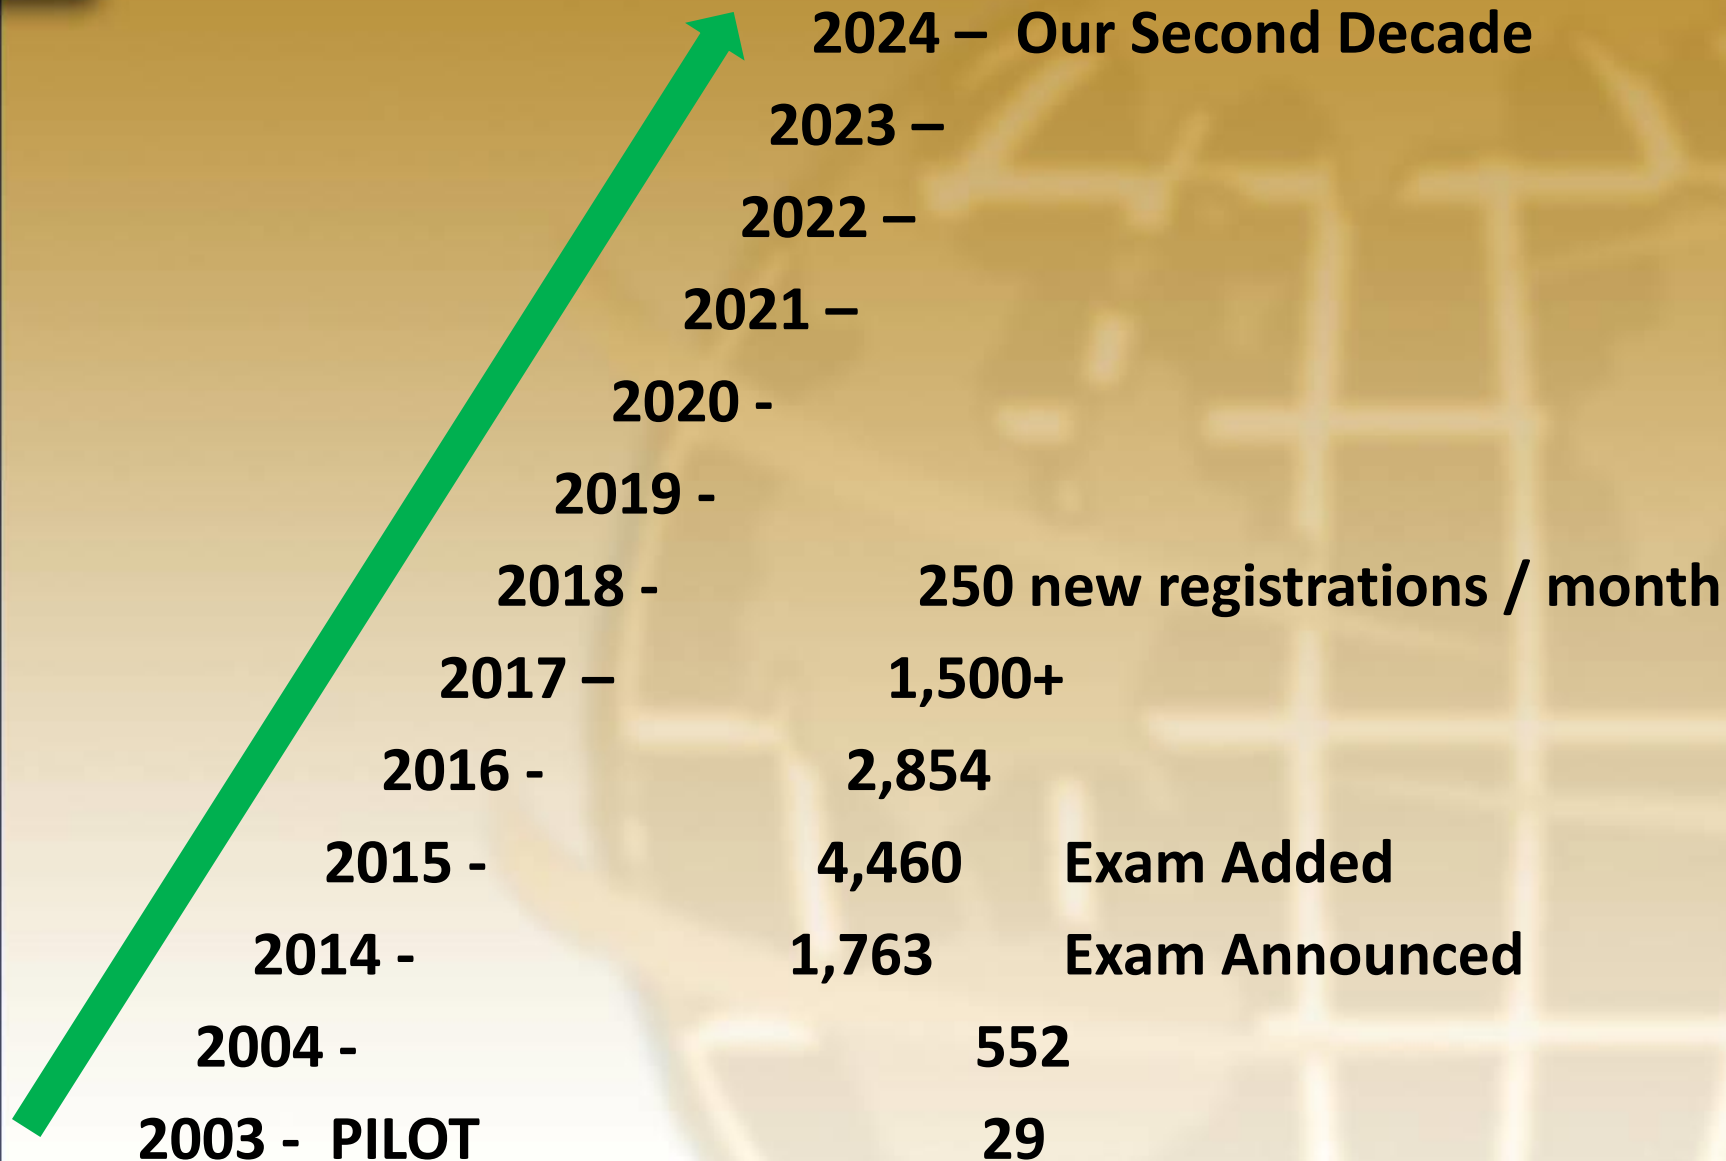 2024 – Our Second Decade
2023 –
2022 –
2021 –
2020 -
2019 -
2018 - 250 new registrations / month
2017 – 1,500+
2016 - 2,854
2015 - 4,460 Exam Added
2014 - 1,763 Exam Announced
2004 - 552
2003 - PILOT 29